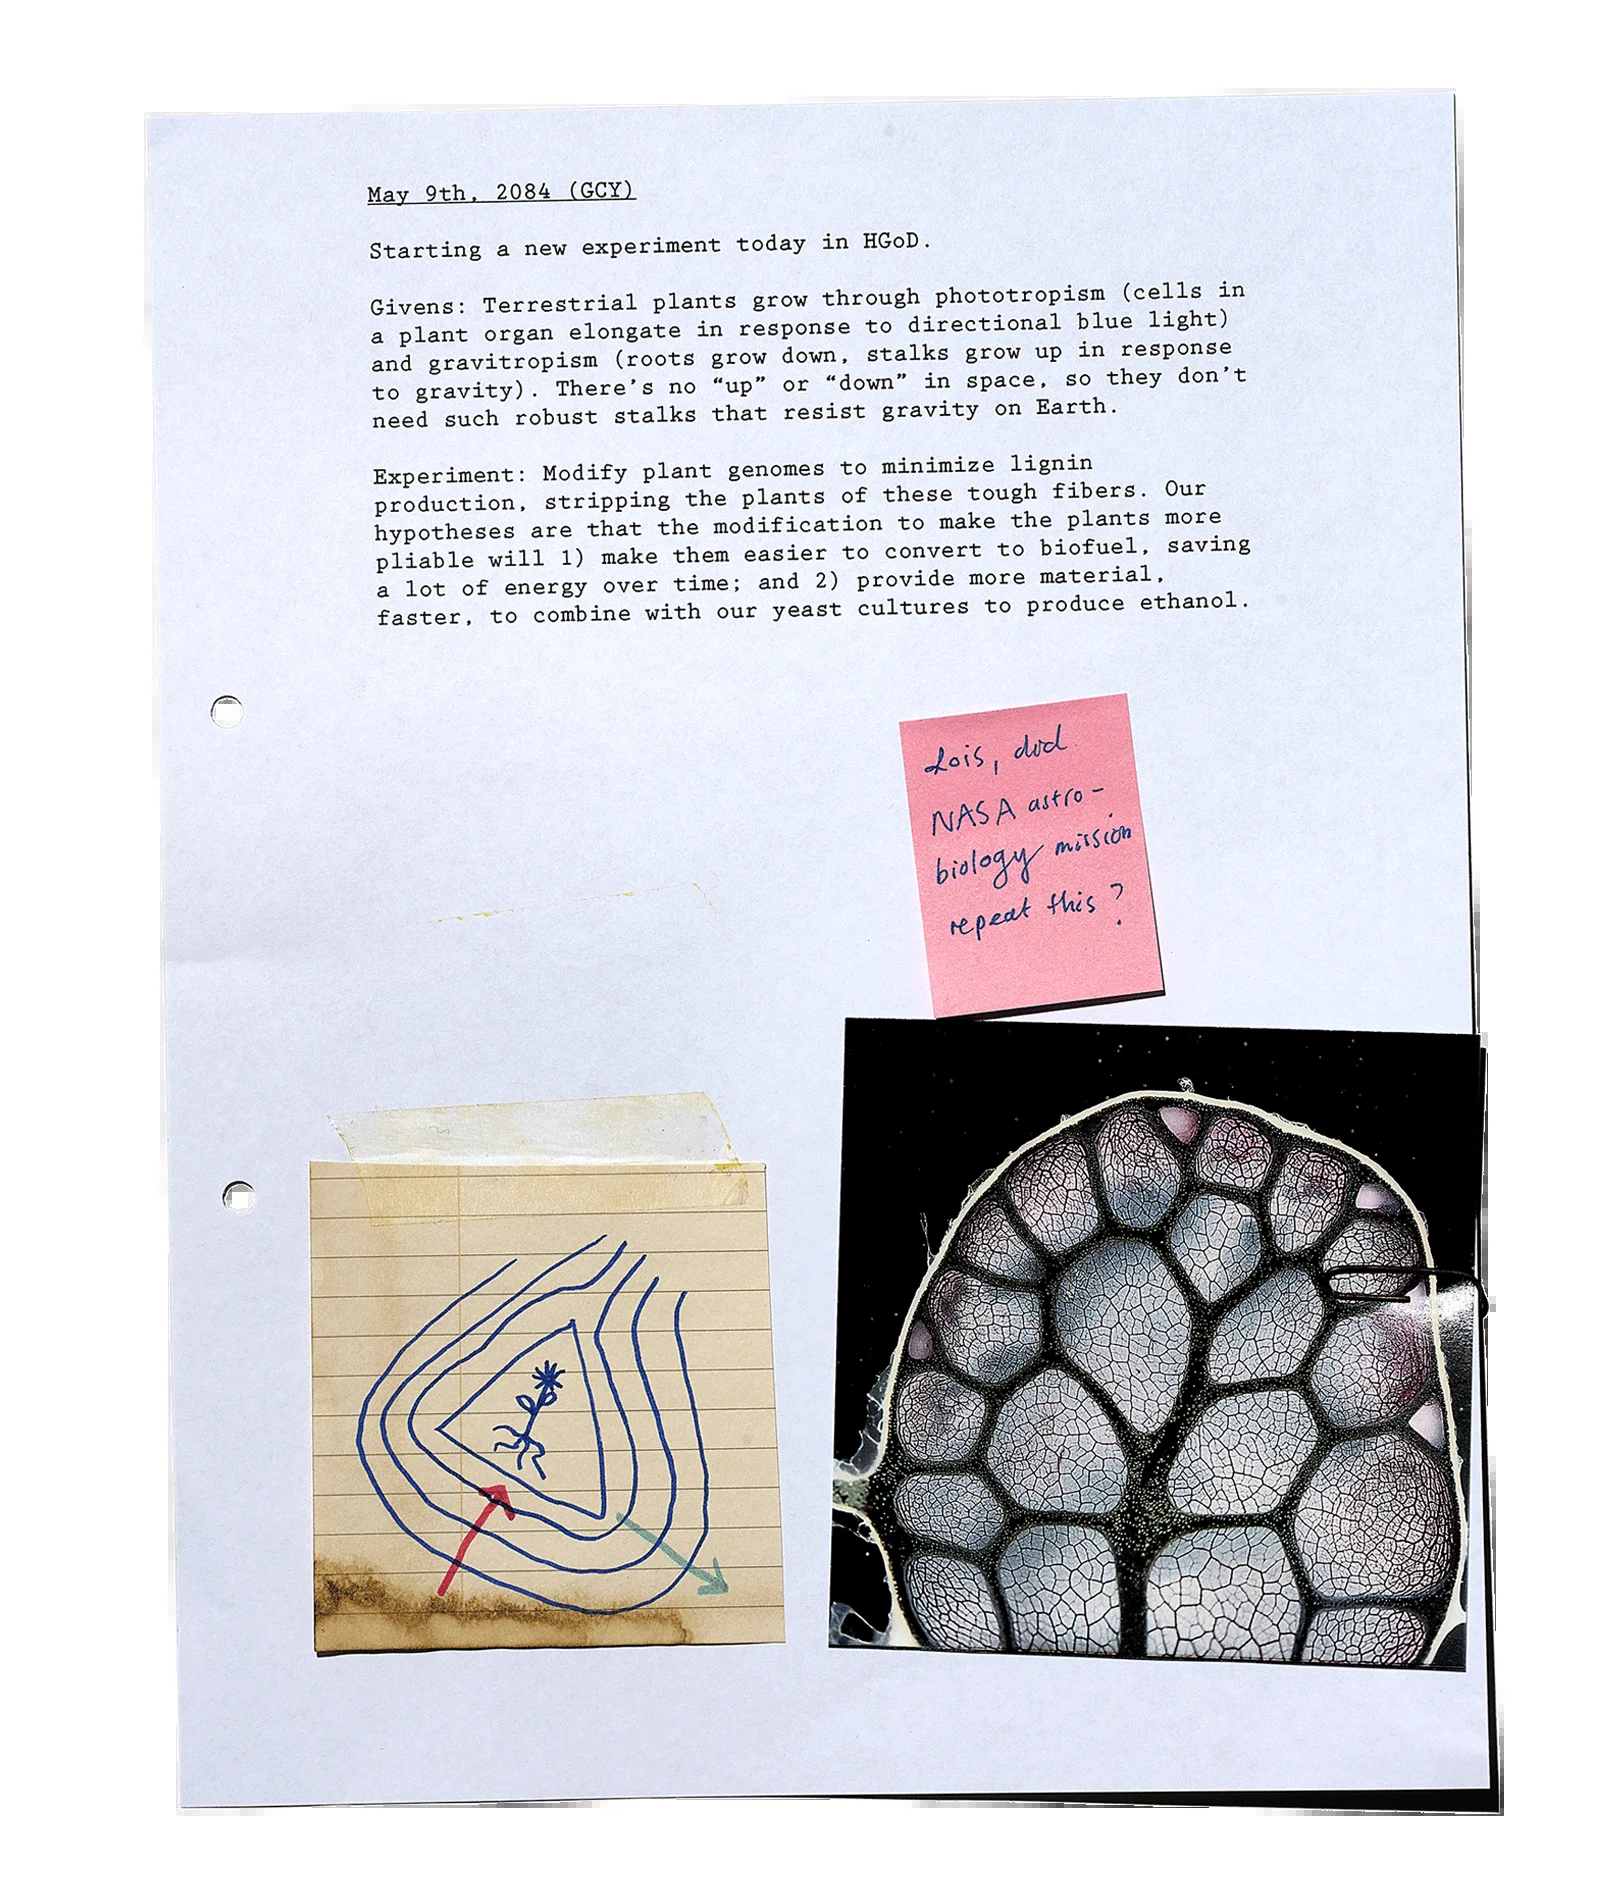 May 9th, 2084 (GCY)
Starting a new experiment today in HGoD.
Givens: Terrestrial plants grow through phototropism (cells in
a plant organ elongate in response to directional blue light)
and gravitropism (roots grow down, stalks grow up in response
to gravity). There's no “up” or “down” in space, so they don't
need such robust stalks that resist gravity on Earth.
Experiment: Modify plant genomes to minimize lignin
production, stripping the plants of these tough fibers. Our
hypotheses are that the modification to make the plants more
pliable will 1) make them easier to convert to biofuel, saving
a lot of energy over time; and 2) provide more material,
faster, to combine with our yeast cultures to produce ethanol.
Lois, did
NASA astro-
biology mission
repeat this?